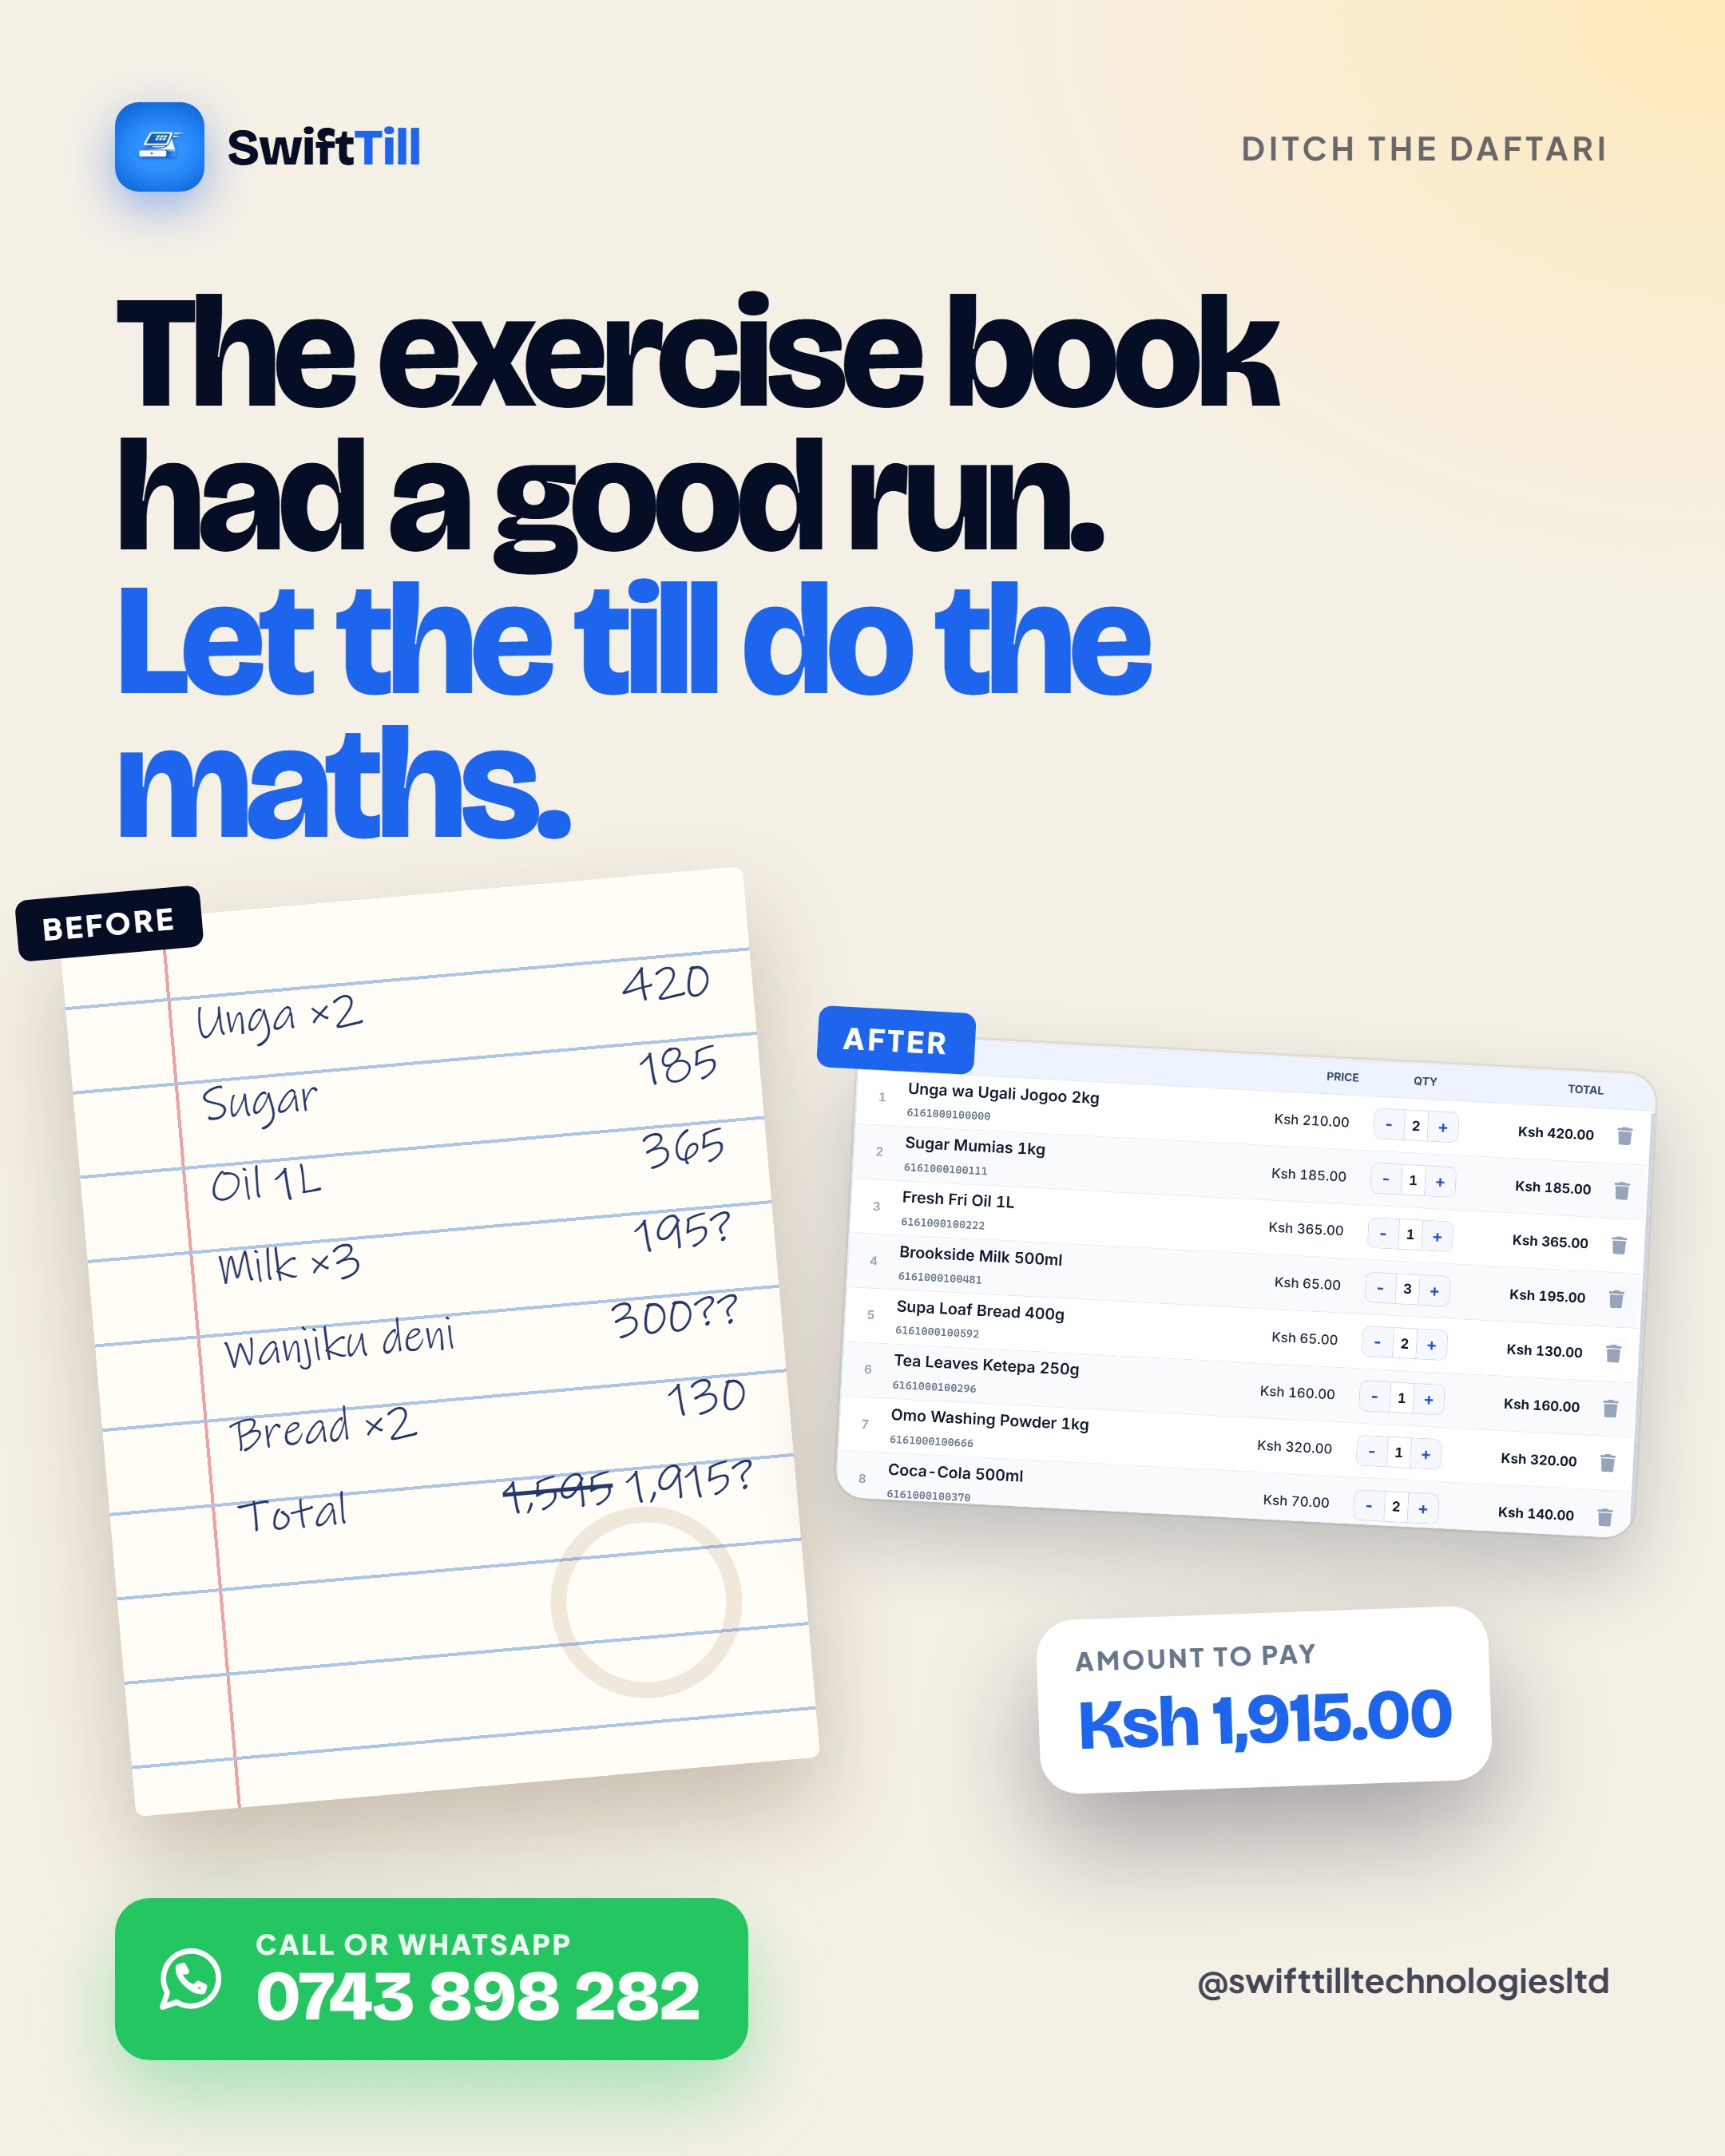 SwiftTill
DITCH THE DAFTARI
The exercise book
had a good run.
Let the till do the
maths.
BEFORE
Unga ×2 420
Sugar 185
Oil 1L 365
Milk ×3 195?
Wanjiku deni 300??
Bread ×2 130
Total 1,595 1,915?
AFTER
PRICE QTY TOTAL
1 Unga wa Ugali Jogoo 2kg Ksh 210.00 - 2 + Ksh 420.00
6161000100000
2 Sugar Mumias 1kg Ksh 185.00 - 1 + Ksh 185.00
6161000100111
3 Fresh Fri Oil 1L Ksh 365.00 - 1 + Ksh 365.00
6161000100222
4 Brookside Milk 500ml Ksh 65.00 - 3 + Ksh 195.00
6161000100481
5 Supa Loaf Bread 400g Ksh 65.00 - 2 + Ksh 130.00
6161000100592
6 Tea Leaves Ketepa 250g Ksh 160.00 - 1 + Ksh 160.00
6161000100296
7 Omo Washing Powder 1kg Ksh 320.00 - 1 + Ksh 320.00
6161000100666
8 Coca-Cola 500ml Ksh 70.00 - 2 + Ksh 140.00
6161000100370
AMOUNT TO PAY
Ksh 1,915.00
CALL OR WHATSAPP
0743 898 282
@swifttilltechnologiesltd